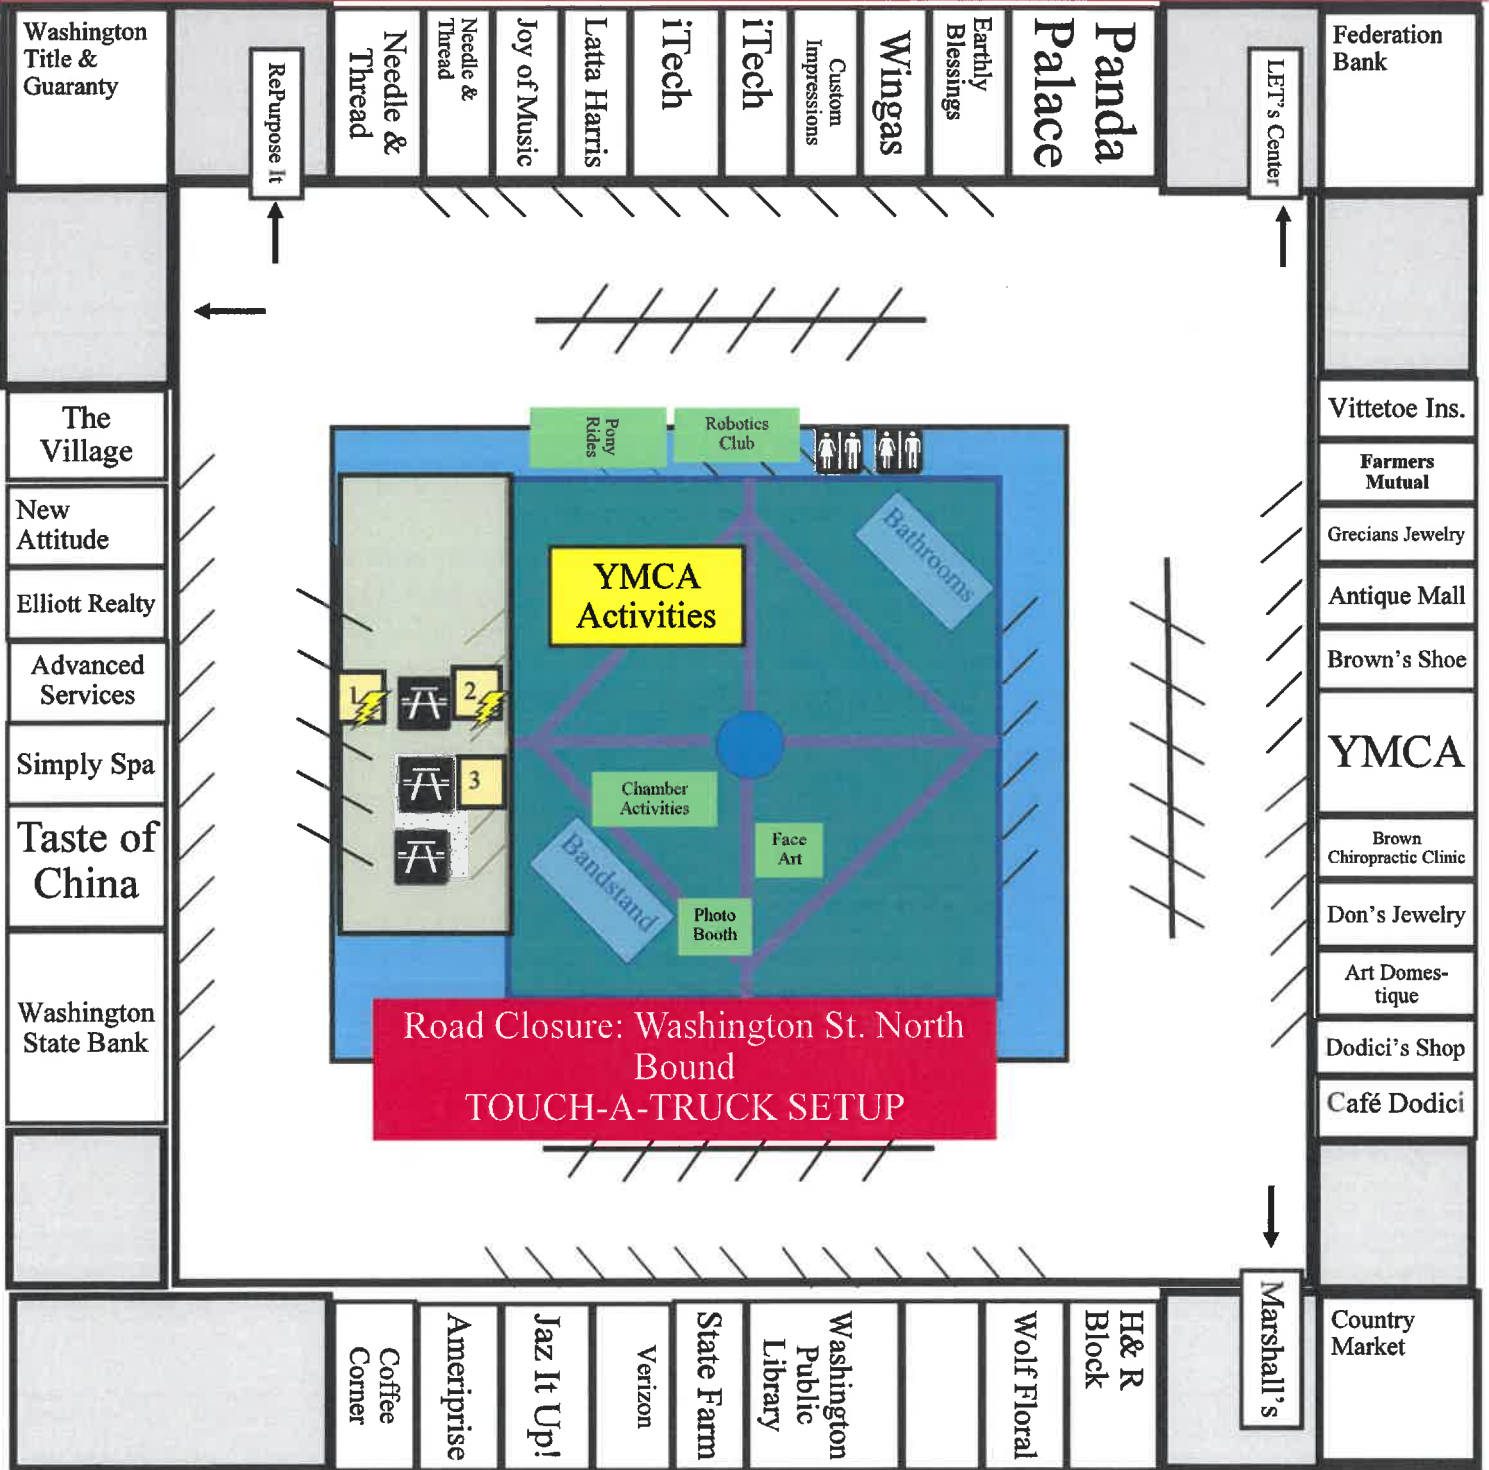 Washington
Title &
Guaranty
RePurpose It
Needle &
Thread
Needle &
Thread
Joy of Music
Latta Harris
iTech
iTech
Custom
Impressions
Wingas
Earthly
Blessings
Panda
Palace
LET's Center
Federation
Bank
The
Village
New
Attitude
Elliott Realty
Advanced
Services
Simply Spa
Taste of
China
Washington
State Bank
Pony
Rides
Robotics
Club
Bathrooms
YMCA
Activities
1
2
3
Chamber
Activities
Face
Art
Bandstand
Photo
Booth
Road Closure: Washington St. North
Bound
TOUCH-A-TRUCK SETUP
Vittetoe Ins.
Farmers
Mutual
Grecians Jewelry
Antique Mall
Brown's Shoe
YMCA
Brown
Chiropractic Clinic
Don's Jewelry
Art Domes-
tique
Dodici's Shop
Café Dodici
Coffee
Corner
Ameriprise
Jaz It Up!
Verizon
State Farm
Washington
Public
Library
Wolf Floral
H& R
Block
Marshall's
Country
Market